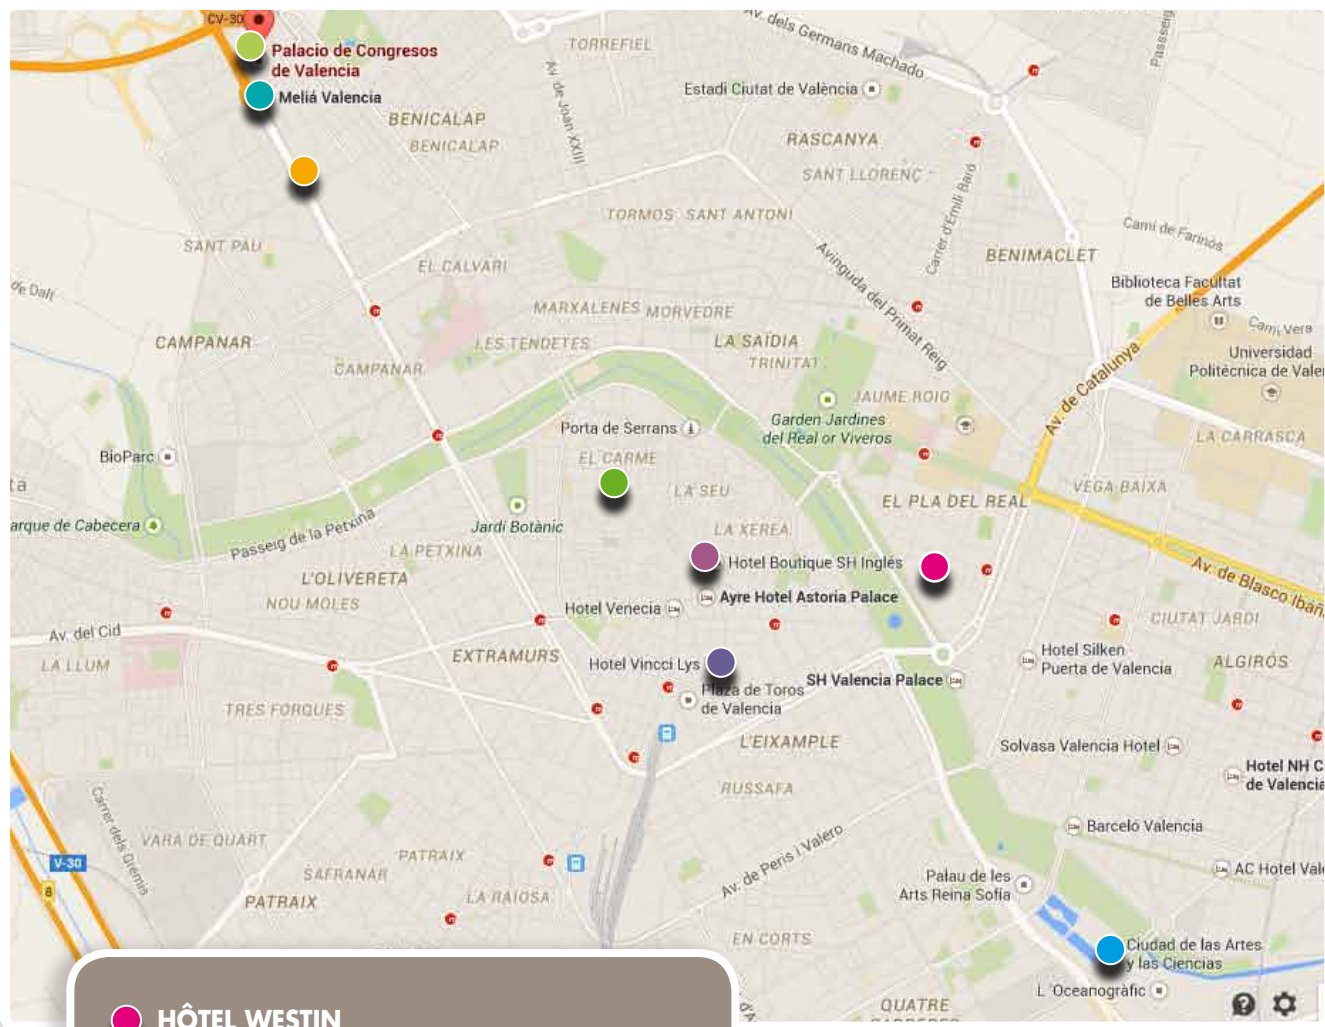 CV-30
Palacio de Congresos
de Valencia
Meliá Valencia
TORREFIEL
Av. de Joan XXIII
Av. dels Germans Machado
Passeig
Estadi Ciutat de València
BENICALAP
BENICALAP
RASCANYA
SANT LLORENÇ
Carrer d'Emili Baró
TORMOS
SANT ANTONI
SANT PAU
EL CALVARI
Avinguda del Primat Reig
BENIMACLET
Camí de Farinós
Biblioteca Facultat
de Belles Arts
Camí Vera
de Dalt
MARXALENES
MORVEDRE
CAMPANAR
LES TENDETES
LA SAÏDIA
TRINITAT
Universidad
Politécnica de Vale
CAMPANAR
Av. de Catalunya
JAUME ROIG
Garden Jardines
del Real or Viveros
Porta de Serrans
LA CARRASCA
BioParc
EL CARME
ta
LA SEU
VEGA BAIXA
EL PLA DEL REAL
arque de Cabecera
Jardí Botànic
Passeig de la Petxina
LA XEREA
LA PETXINA
Hotel Boutique SH Inglés
Av. de Blasco Ibáñ
L'OLIVERETA
NOU MOLES
Ayre Hotel Astoria Palace
Hotel Venecia
CIUTAT JARDI
Av. del Cid
LA LLUM
EXTRAMURS
Hotel Vincci Lys
Hotel Silken
Puerta de Valencia
ALGIRÓS
SH Valencia Palace
Plaza de Toros
de Valencia
TRES FORQUES
L'EIXAMPLE
Solvasa Valencia Hotel
Hotel NH C
de Valencia
RUSSAFA
Carrer dels Gremis
Barceló Valencia
VARA DE QUART
Av. de Peris i Valero
PATRAIX
V-30
SAFRANAR
AC Hotel Val
Palau de les
Arts Reina Sofía
8
PATRAIX
LA RAIOSA
EN CORTS
Ciudad de las Artes
y las Ciencias
L´Oceanogràfic
QUATRE
CARRERES
HÔTEL WESTIN